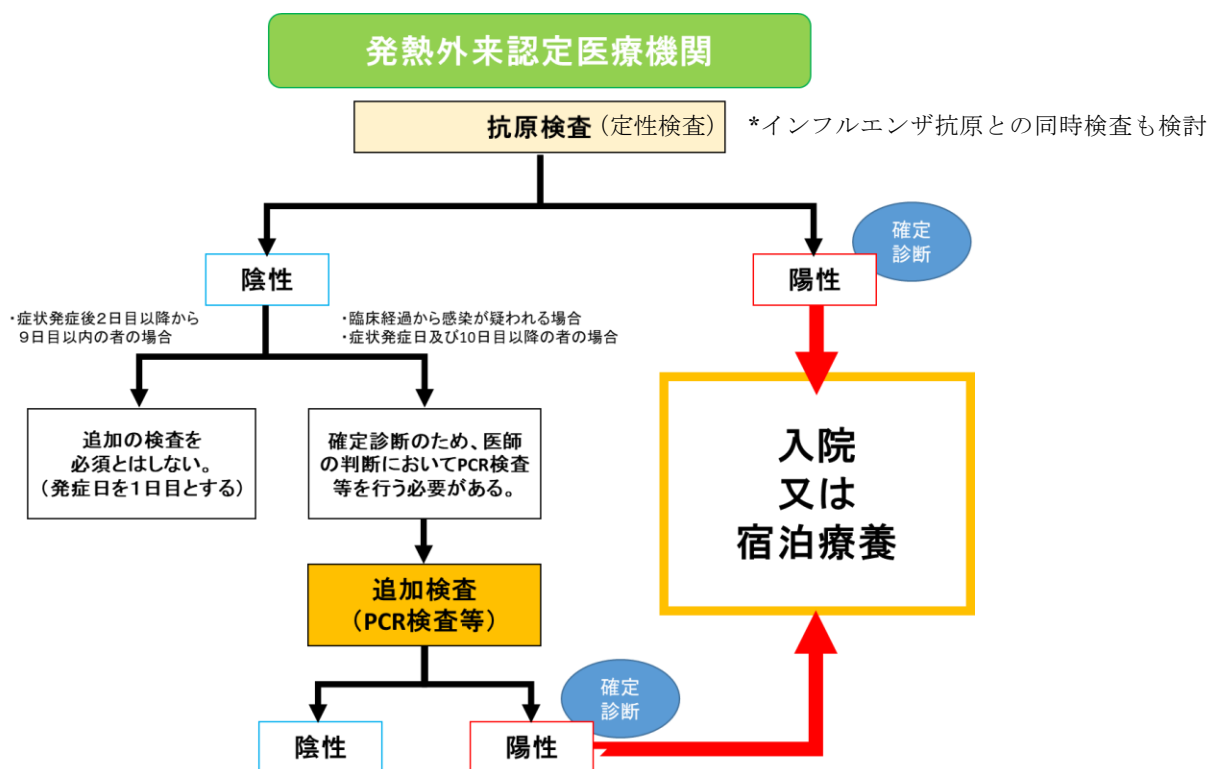 発熱外来認定医療機関
抗原検査（定性検査）
*インフルエンザ抗原との同時検査も検討
確定
診断
陰性
陽性
・症状発症後２日目以降から
９日目以内の者の場合
・臨床経過から感染が疑われる場合
・症状発症日及び10日目以降の者の場合
追加の検査を
必須とはしない。
（発症日を１日目とする）
確定診断のため、医師
の判断においてPCR検査
等を行う必要がある。
入院
又は
宿泊療養
追加検査
（PCR検査等）
確定
診断
陰性
陽性